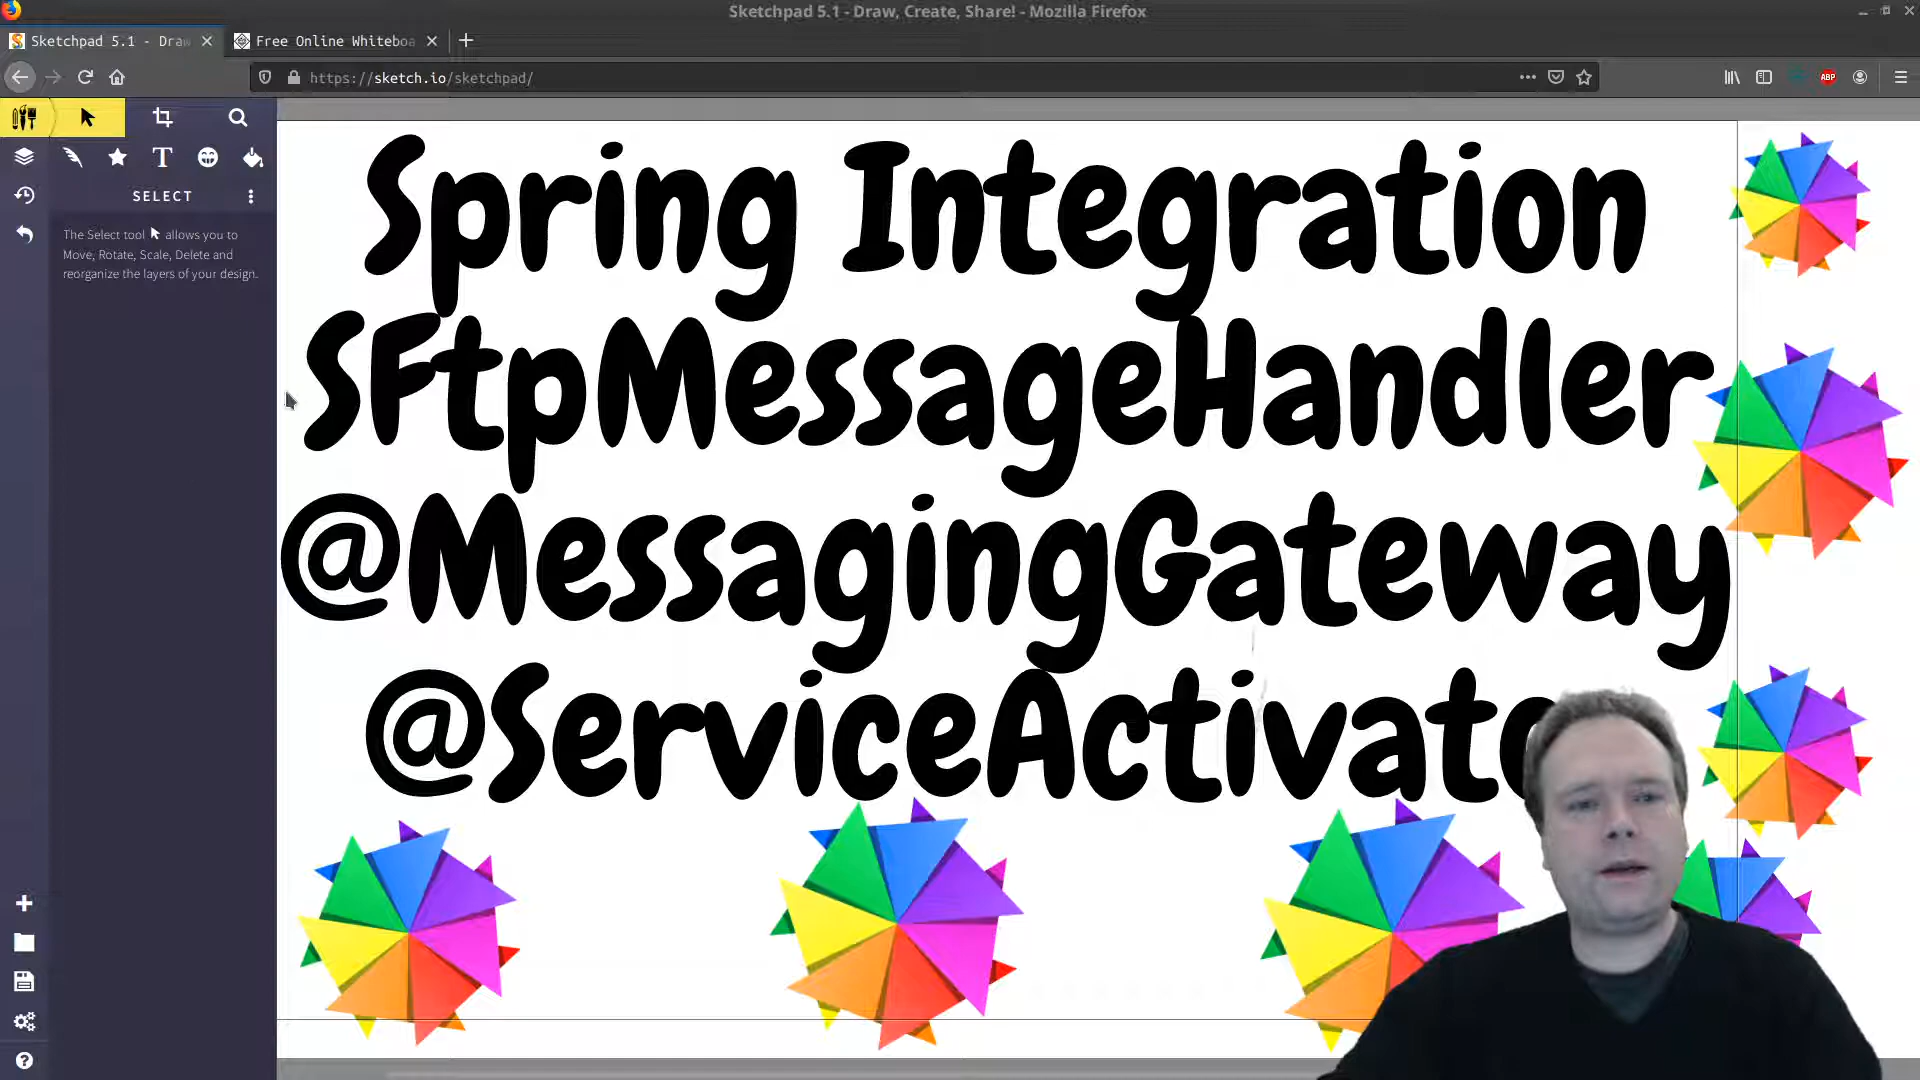 Sketchpad 5.1 - Draw, Create, Share! - Mozilla Firefox
Sketchpad 5.1 - Draw
Free Online Whiteboa
https://sketch.io/sketchpad/
ABP
SELECT
The Select tool allows you to
Move, Rotate, Scale, Delete and
reorganize the layers of your design.
Spring Integration
SFtpMessageHandler
@MessagingGateway
@ServiceActivato